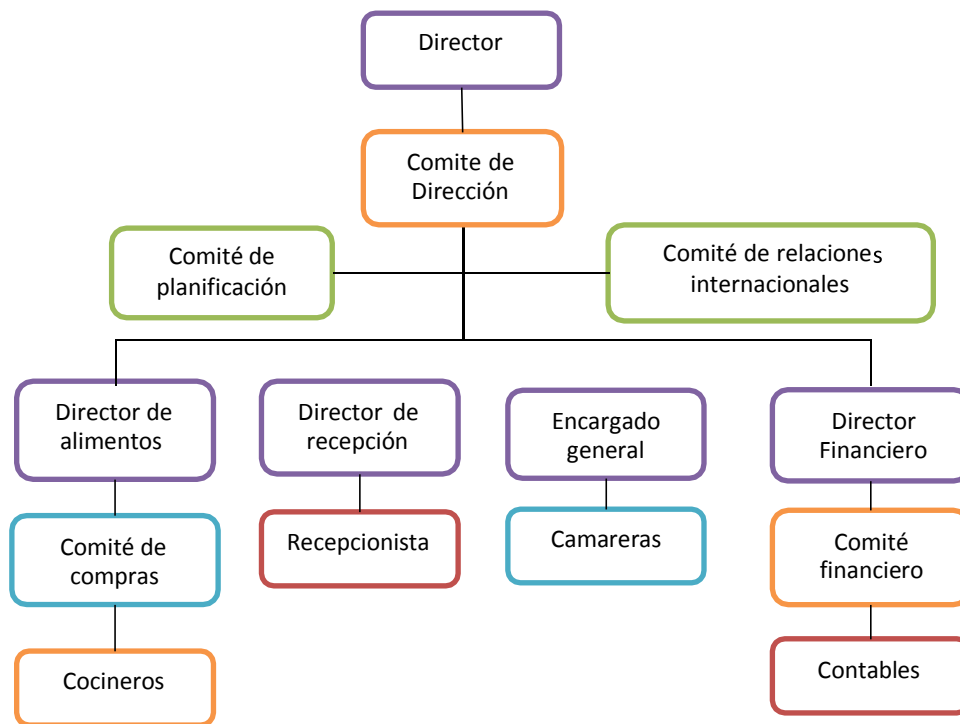 Director
Comite de
Dirección
Comité de
planificación
Comité de relaciones
internacionales
Director de
alimentos
Director de
recepción
Encargado
general
Director
Financiero
Comité de
compras
Recepcionista
Camareras
Comité
financiero
Cocineros
Contables